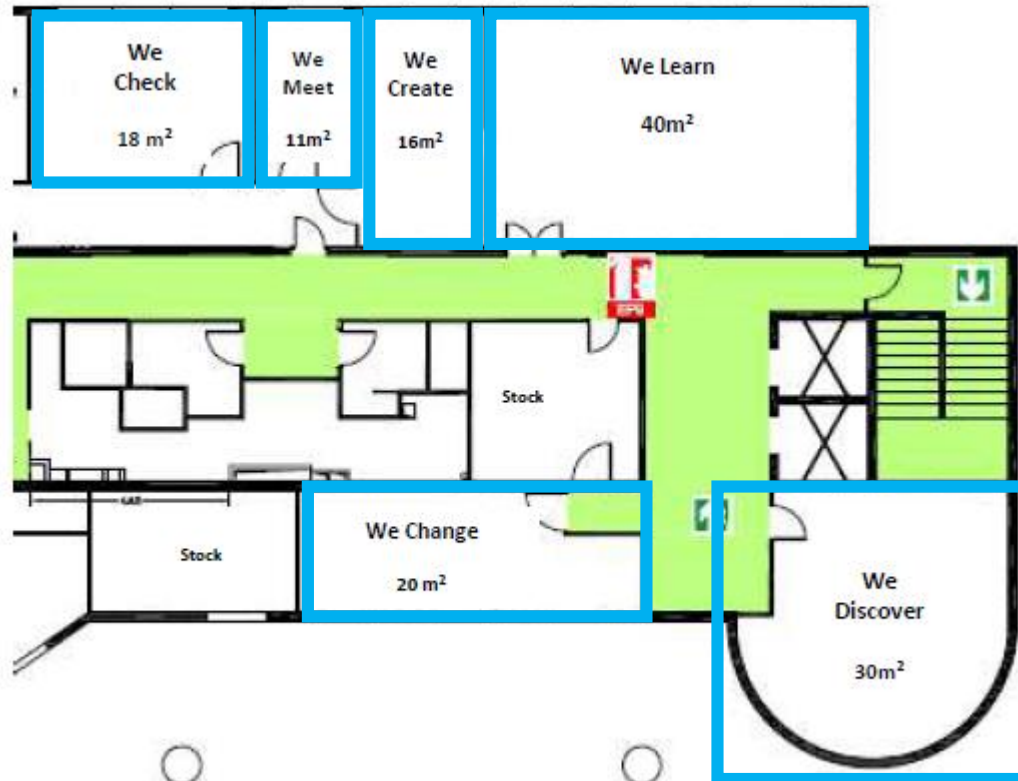 We
Check
18 m²
We
Meet
11m²
We
Create
16m²
We Learn
40m²
Stock
We Change
20 m²
Stock
We
Discover
30m²